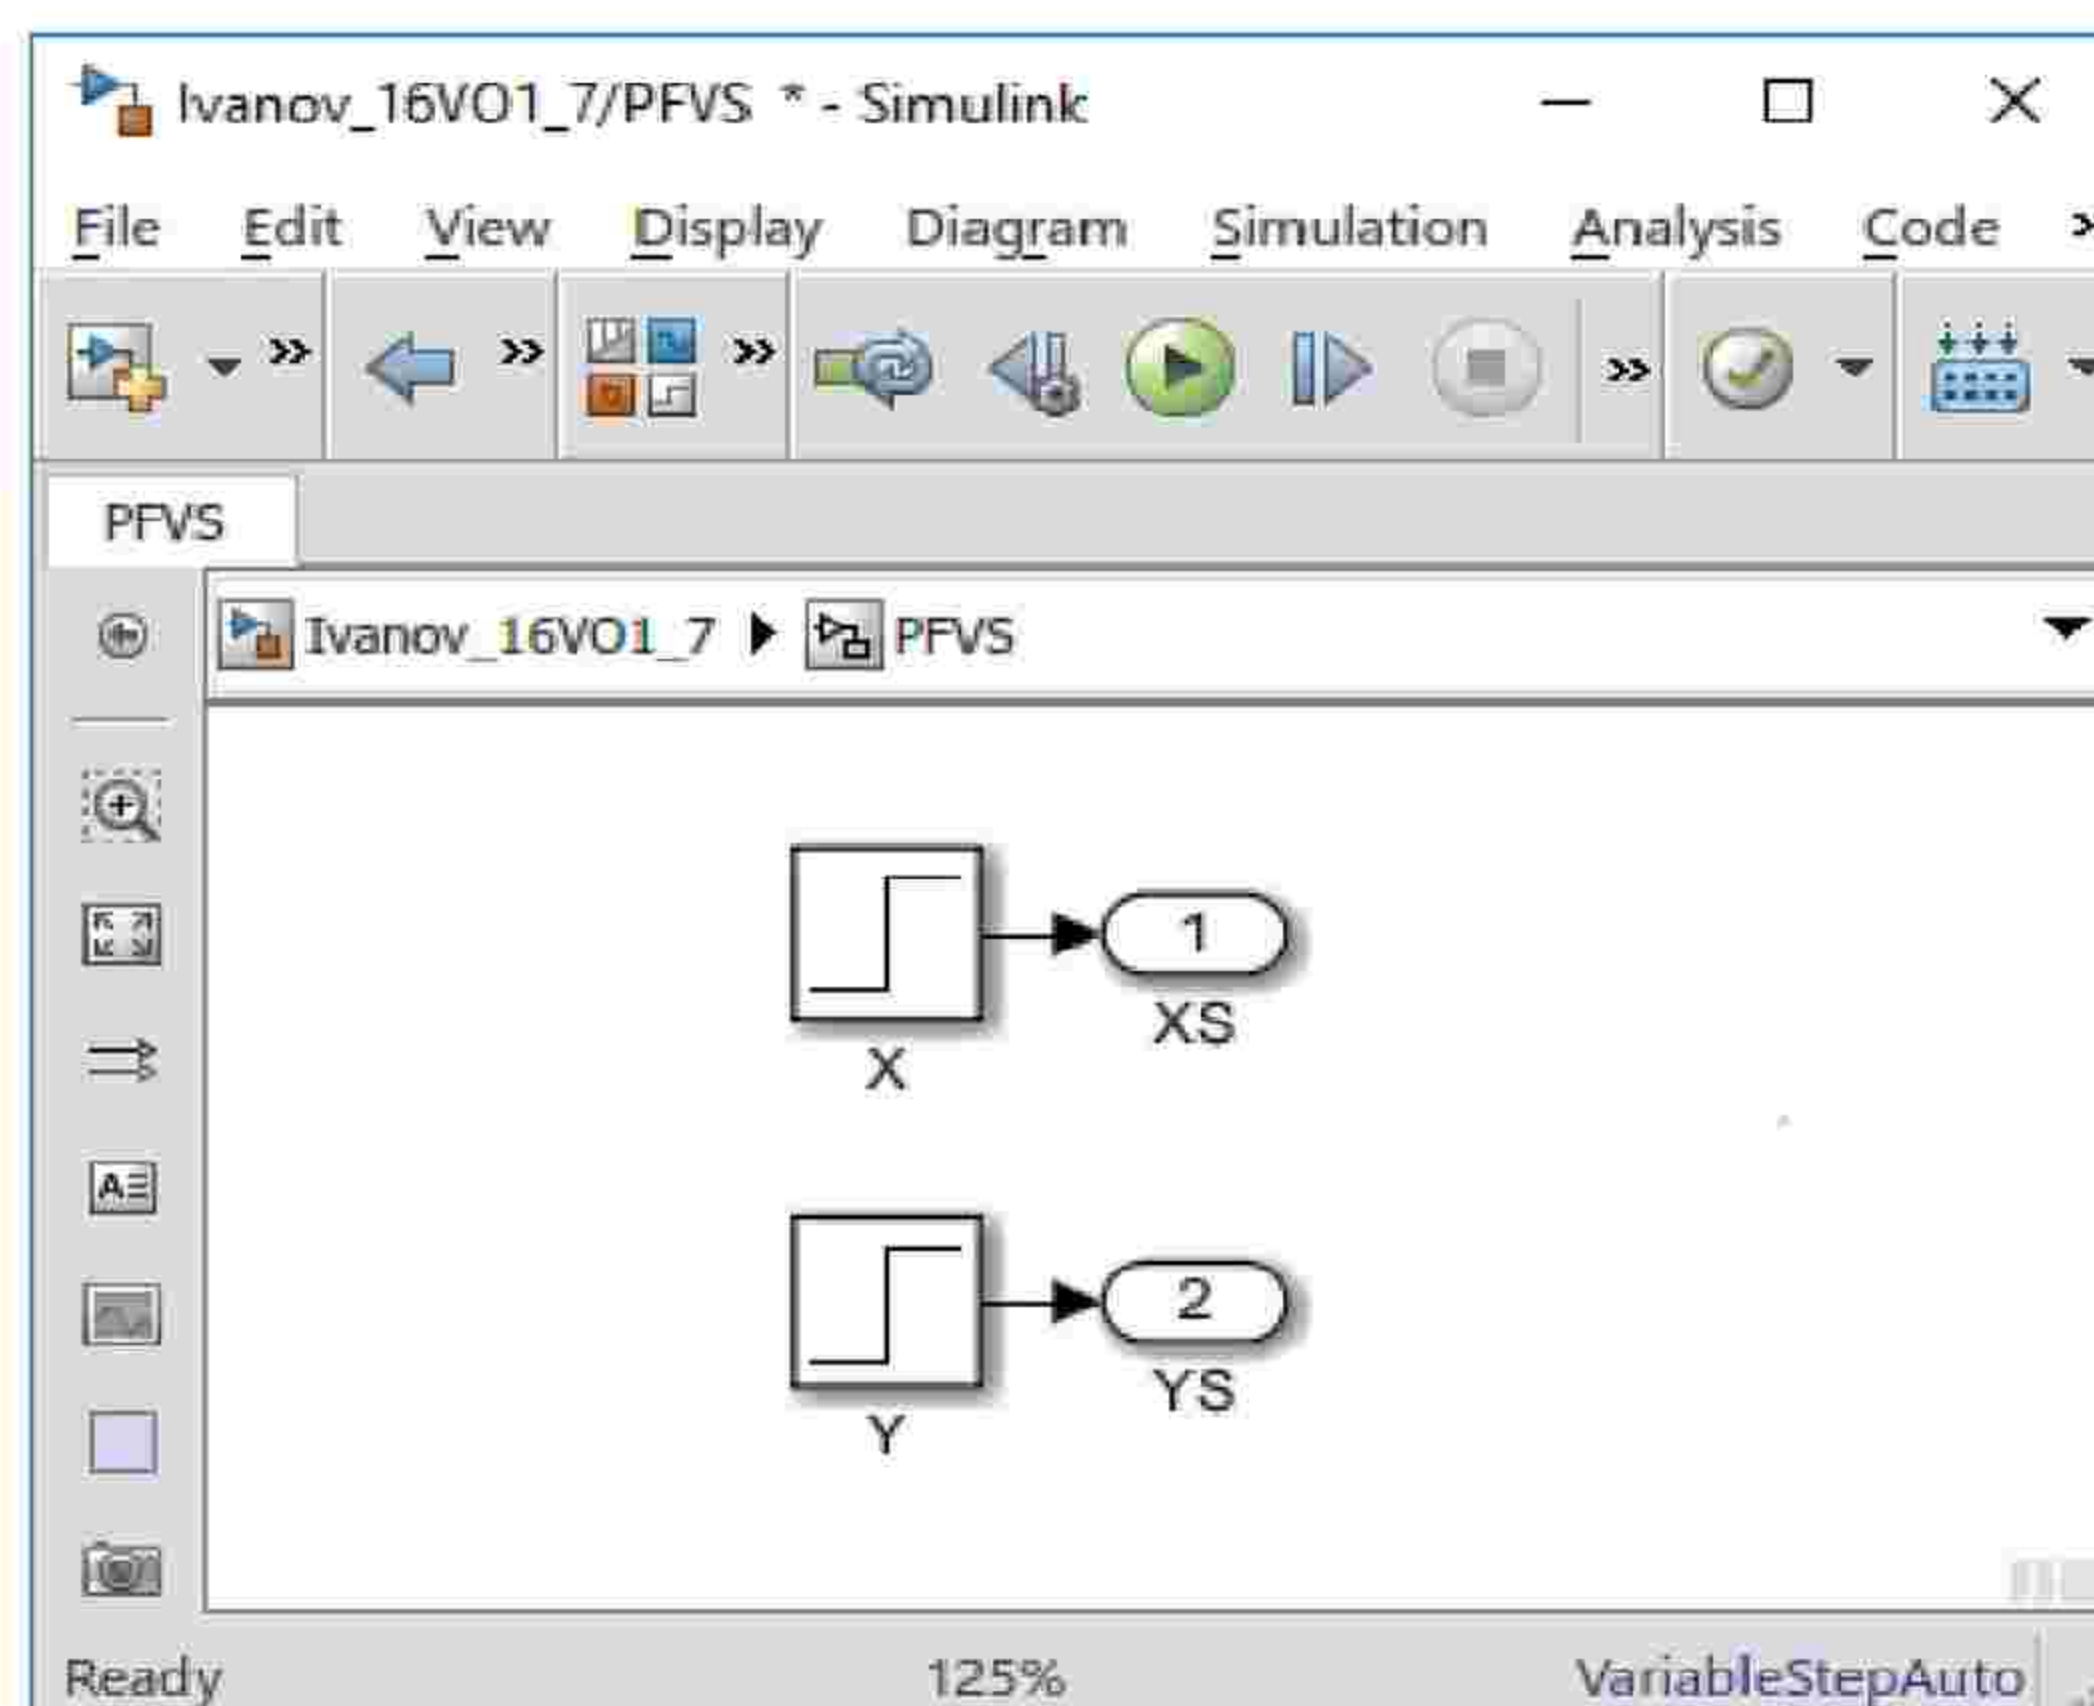 Ivanov_16VO1_7/PFVS * - Simulink
File Edit View Display Diagram Simulation Analysis Code »
PFVS
Ivanov_16VO1_7 ▶ PFVS
1
XS
X
2
YS
Y
Ready 125% VariableStepAuto